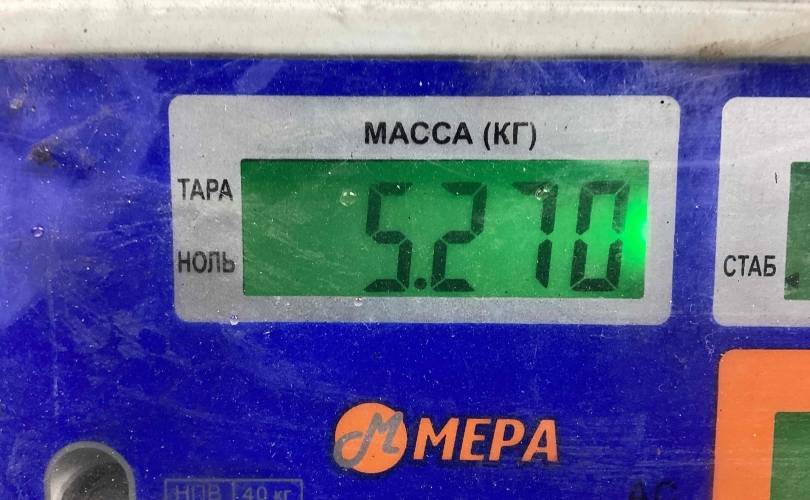 МАССА (КГ)
ТАРА
5.270
НОЛЬ
СТАБ
М МЕРА
НПВ 40 кг